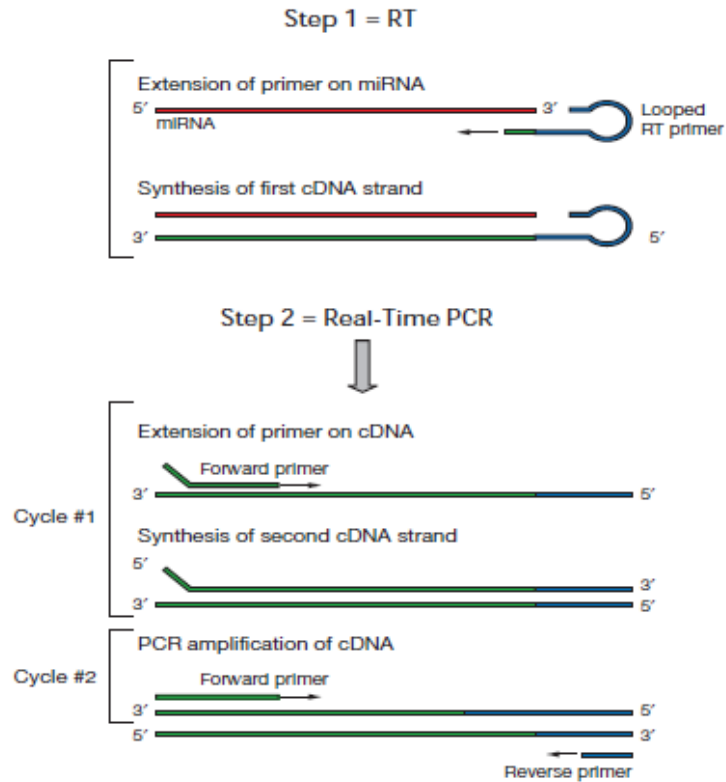 Step 1 = RT
Extension of primer on miRNA
5′ 3′ Looped
miRNA RT primer
Synthesis of first cDNA strand
3′ 5′
Step 2 = Real-Time PCR
Extension of primer on cDNA
Forward primer
3′ 5′
Cycle #1
Synthesis of second cDNA strand
5′
3′
3′ 5′
PCR amplification of cDNA
Cycle #2
Forward primer
3′ 5′
5′ 3′
Reverse primer